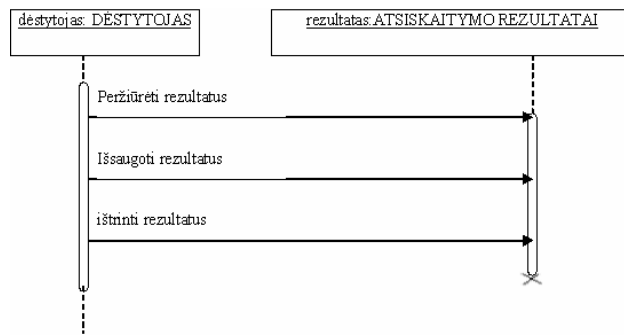 dėstytojas: DĖSTYTOJAS
rezultatas:ATSISKAITYMO REZULTATAI
Peržiūrėti rezultatus
Išsaugoti rezultatus
ištrinti rezultatus